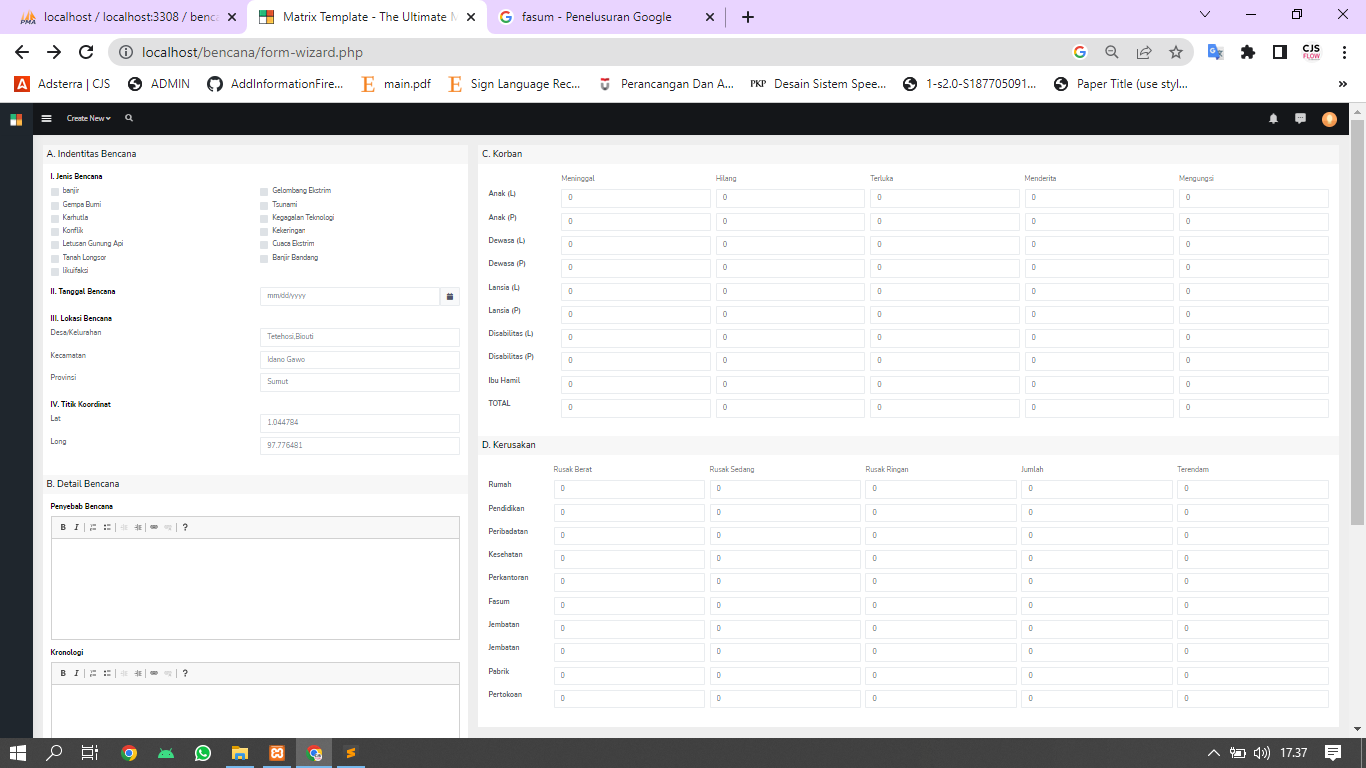 localhost / localhost:3308 / benca
Matrix Template - The Ultimate M
fasum - Penelusuran Google
localhost/bencana/form-wizard.php
Adsterra | CJS
ADMIN
AddInformationFire...
main.pdf
Sign Language Rec...
Perancangan Dan A...
PKP Desain Sistem Spee...
1-s2.0-S187705091...
Paper Title (use styl...
CJS FLOW
Create New
A. Indentitas Bencana
I. Jenis Bencana
banjir
Gelombang Ekstrim
Gempa Bumi
Tsunami
Karhutla
Kegagalan Teknologi
Konflik
Kekeringan
Letusan Gunung Api
Cuaca Ekstrim
Tanah Longsor
Banjir Bandang
likuifaksi
II. Tanggal Bencana
mm/dd/yyyy
III. Lokasi Bencana
Desa/Kelurahan
Tetehosi,Biouti
Kecamatan
Idano Gawo
Provinsi
Sumut
IV. Titik Koordinat
Lat
1.044784
Long
97.776481
B. Detail Bencana
Penyebab Bencana
B I ?
Kronologi
B I ?
C. Korban
Meninggal Hilang Terluka Menderita Mengungsi
Anak (L) 0 0 0 0 0
Anak (P) 0 0 0 0 0
Dewasa (L) 0 0 0 0 0
Dewasa (P) 0 0 0 0 0
Lansia (L) 0 0 0 0 0
Lansia (P) 0 0 0 0 0
Disabilitas (L) 0 0 0 0 0
Disabilitas (P) 0 0 0 0 0
Ibu Hamil 0 0 0 0 0
TOTAL 0 0 0 0 0
D. Kerusakan
Rusak Berat Rusak Sedang Rusak Ringan Jumlah Terendam
Rumah 0 0 0 0 0
Pendidikan 0 0 0 0 0
Peribadatan 0 0 0 0 0
Kesehatan 0 0 0 0 0
Perkantoran 0 0 0 0 0
Fasum 0 0 0 0 0
Jembatan 0 0 0 0 0
Jembatan 0 0 0 0 0
Pabrik 0 0 0 0 0
Pertokoan 0 0 0 0 0
17.37